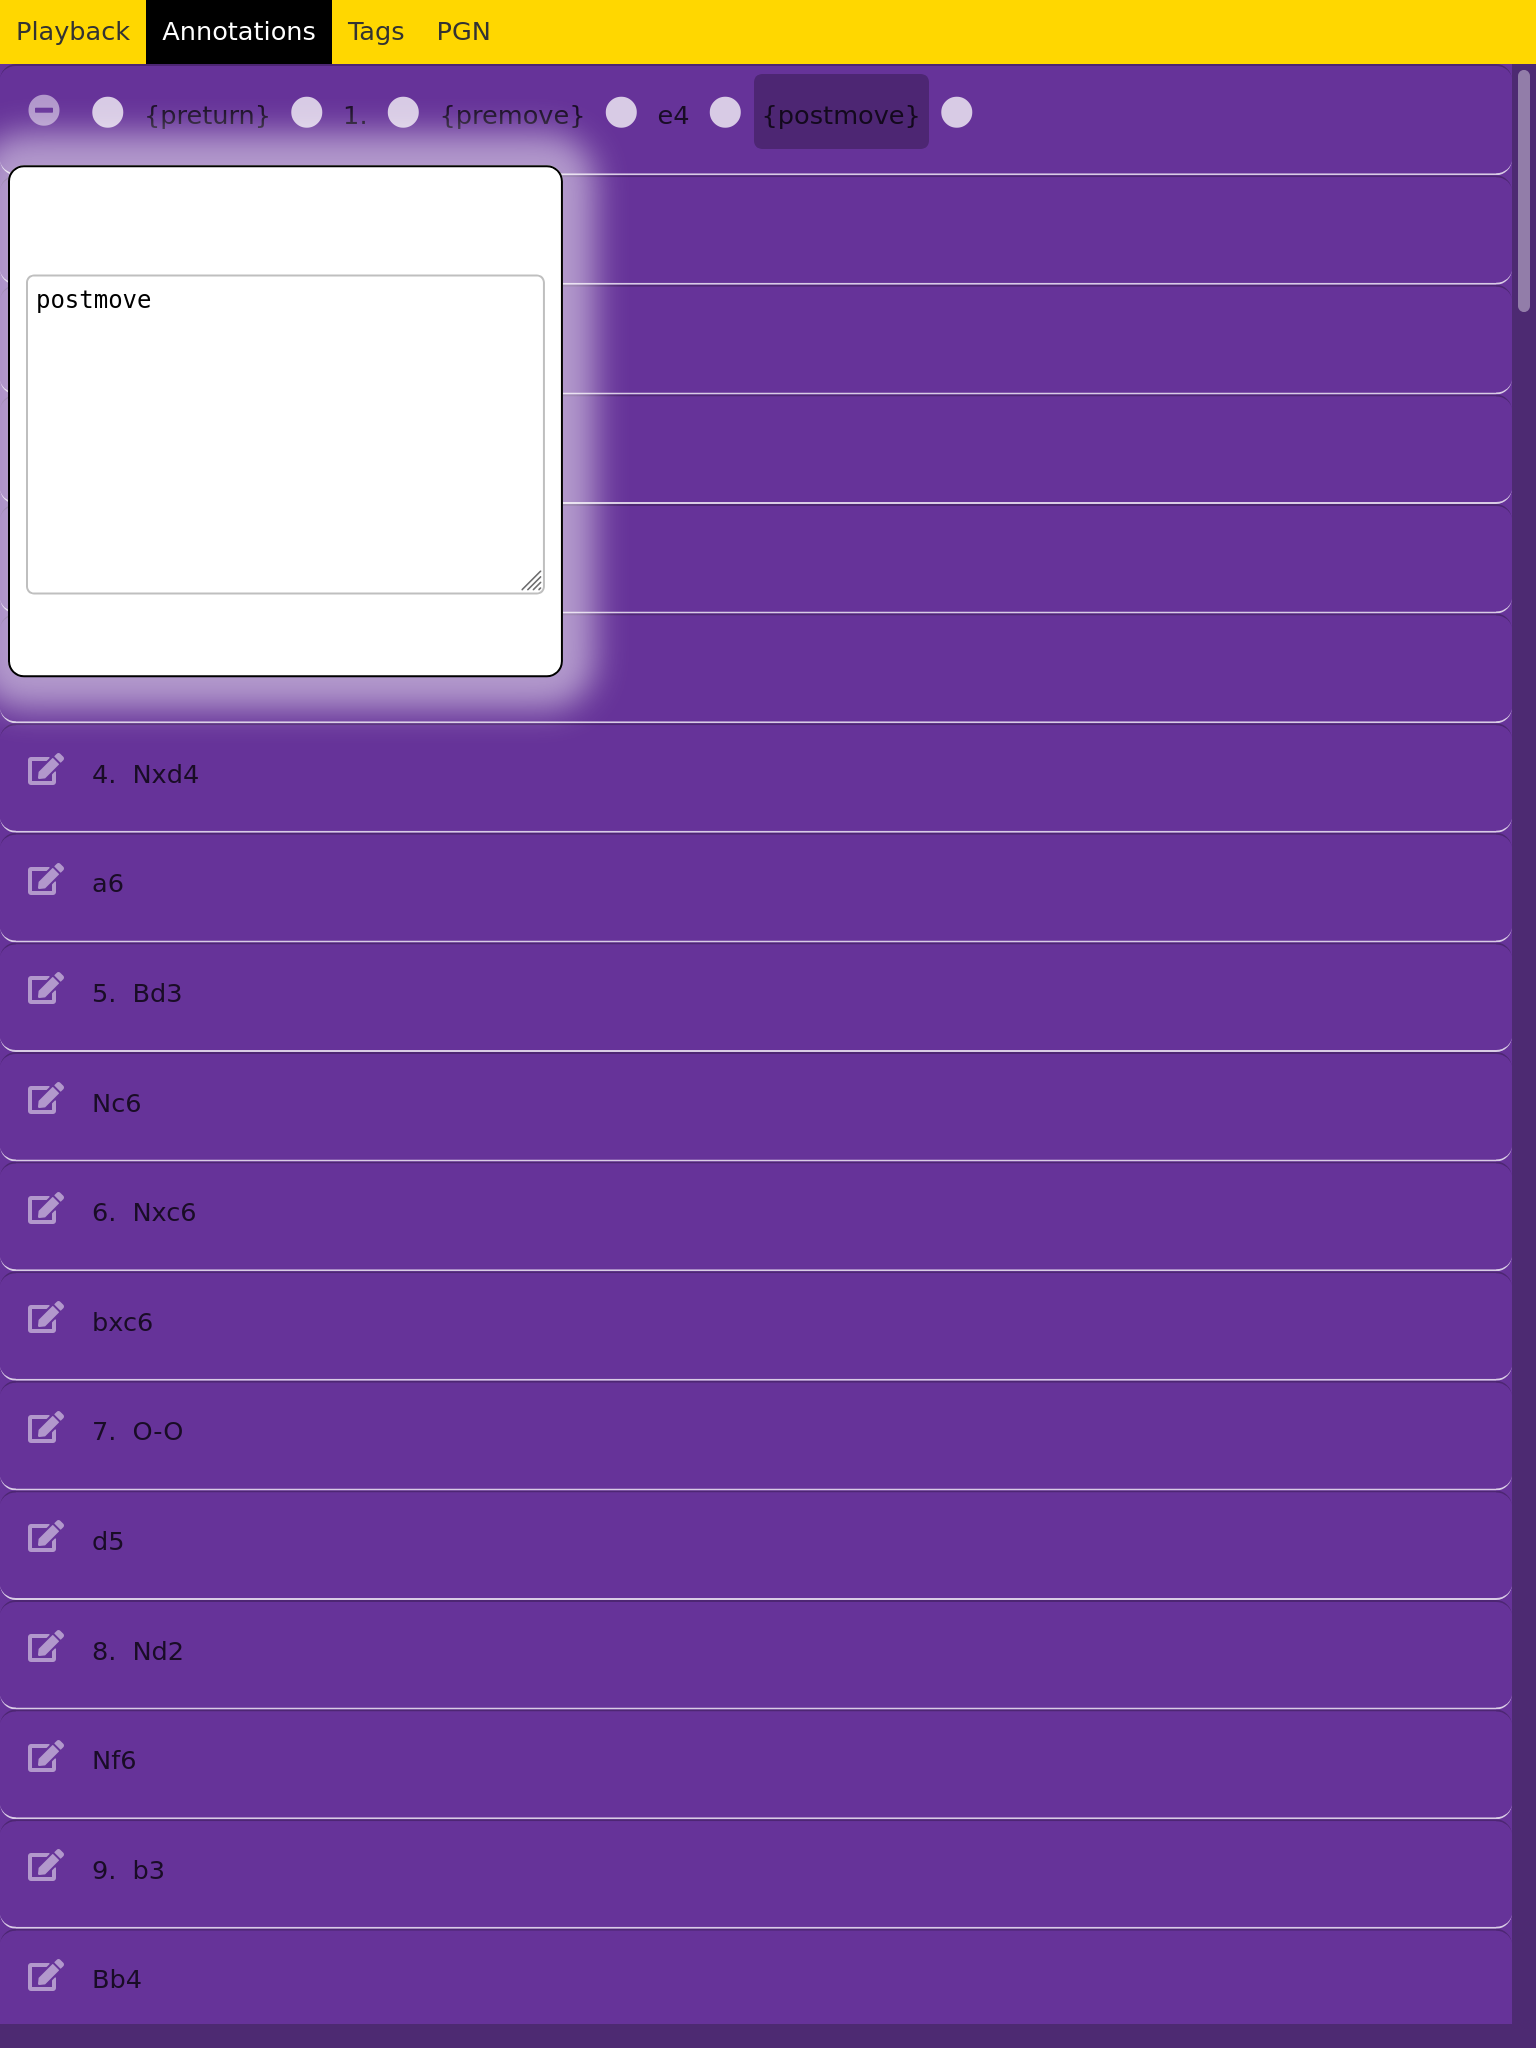 Playback Annotations Tags PGN
{preturn} 1. {premove} e4 {postmove}
postmove
4. Nxd4
a6
5. Bd3
Nc6
6. Nxc6
bxc6
7. O-O
d5
8. Nd2
Nf6
9. b3
Bb4